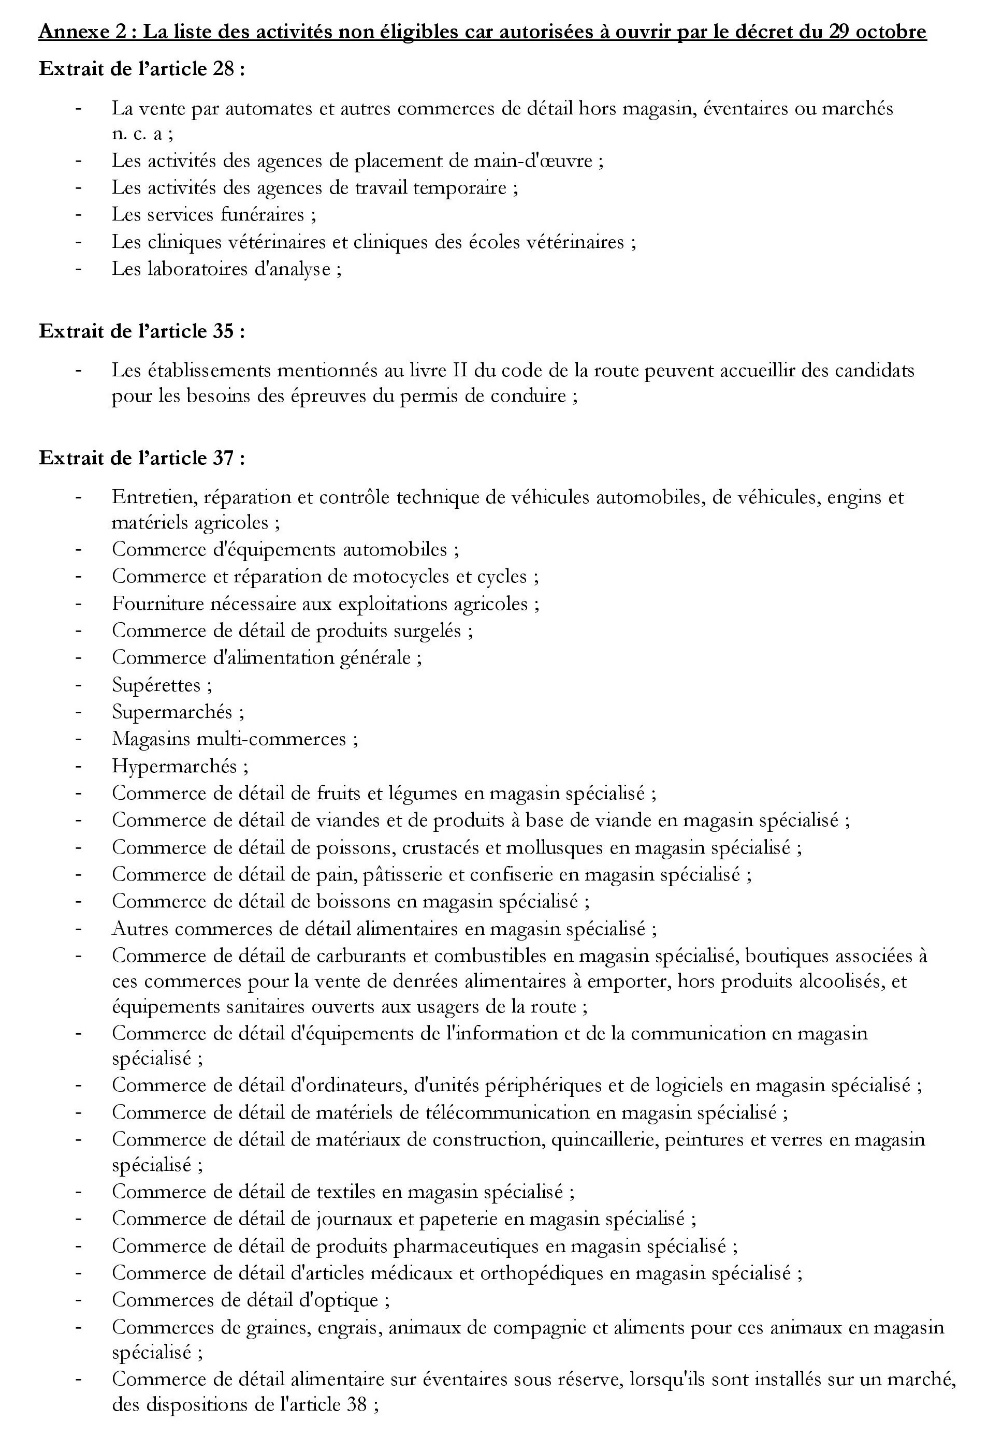 Annexe 2 : La liste des activités non éligibles car autorisées à ouvrir par le décret du 29 octobre
Extrait de l'article 28 :
- La vente par automates et autres commerces de détail hors magasin, éventaires ou marchés
n. c. a ;
- Les activités des agences de placement de main-d'œuvre ;
- Les activités des agences de travail temporaire ;
- Les services funéraires ;
- Les cliniques vétérinaires et cliniques des écoles vétérinaires ;
- Les laboratoires d'analyse ;
Extrait de l'article 35 :
- Les établissements mentionnés au livre II du code de la route peuvent accueillir des candidats
pour les besoins des épreuves du permis de conduire ;
Extrait de l'article 37 :
- Entretien, réparation et contrôle technique de véhicules automobiles, de véhicules, engins et
matériels agricoles ;
- Commerce d'équipements automobiles ;
- Commerce et réparation de motocycles et cycles ;
- Fourniture nécessaire aux exploitations agricoles ;
- Commerce de détail de produits surgelés ;
- Commerce d'alimentation générale ;
- Supérettes ;
- Supermarchés ;
- Magasins multi-commerces ;
- Hypermarchés ;
- Commerce de détail de fruits et légumes en magasin spécialisé ;
- Commerce de détail de viandes et de produits à base de viande en magasin spécialisé ;
- Commerce de détail de poissons, crustacés et mollusques en magasin spécialisé ;
- Commerce de détail de pain, pâtisserie et confiserie en magasin spécialisé ;
- Commerce de détail de boissons en magasin spécialisé ;
- Autres commerces de détail alimentaires en magasin spécialisé ;
- Commerce de détail de carburants et combustibles en magasin spécialisé, boutiques associées à
ces commerces pour la vente de denrées alimentaires à emporter, hors produits alcoolisés, et
équipements sanitaires ouverts aux usagers de la route ;
- Commerce de détail d'équipements de l'information et de la communication en magasin
spécialisé ;
- Commerce de détail d'ordinateurs, d'unités périphériques et de logiciels en magasin spécialisé ;
- Commerce de détail de matériels de télécommunication en magasin spécialisé ;
- Commerce de détail de matériaux de construction, quincaillerie, peintures et verres en magasin
spécialisé ;
- Commerce de détail de textiles en magasin spécialisé ;
- Commerce de détail de journaux et papeterie en magasin spécialisé ;
- Commerce de détail de produits pharmaceutiques en magasin spécialisé ;
- Commerce de détail d'articles médicaux et orthopédiques en magasin spécialisé ;
- Commerces de détail d'optique ;
- Commerces de graines, engrais, animaux de compagnie et aliments pour ces animaux en magasin
spécialisé ;
- Commerce de détail alimentaire sur éventaires sous réserve, lorsqu'ils sont installés sur un marché,
des dispositions de l'article 38 ;